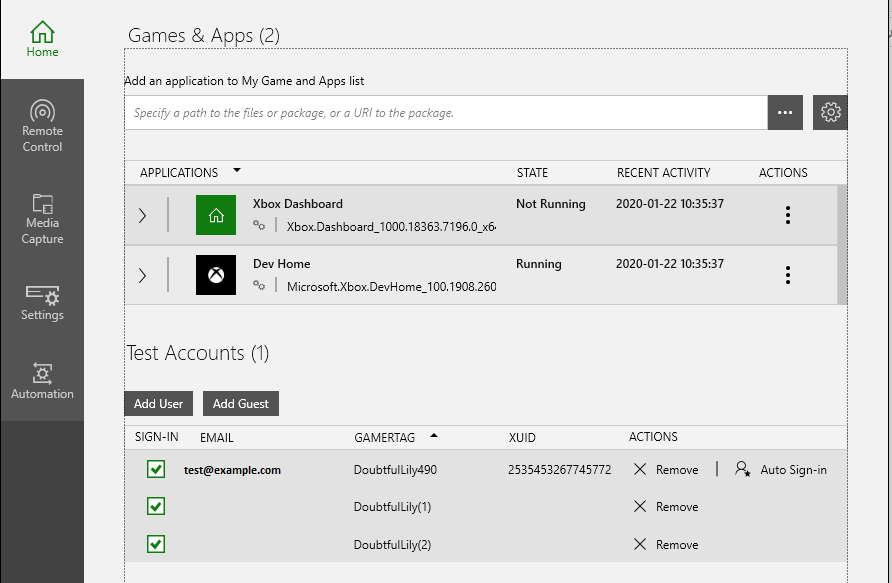 Home
Remote
Control
Media
Capture
Settings
Automation
Games & Apps (2)
Add an application to My Game and Apps list
Specify a path to the files or package, or a URI to the package.
APPLICATIONS STATE RECENT ACTIVITY ACTIONS
Xbox Dashboard Not Running 2020-01-22 10:35:37
Xbox.Dashboard_1000.18363.7196.0_x6
Dev Home Running 2020-01-22 10:35:37
Microsoft.Xbox.DevHome_100.1908.260
Test Accounts (1)
Add User Add Guest
SIGN-IN EMAIL GAMERTAG XUID ACTIONS
test@example.com DoubtfulLily490 2535453267745772 Remove | Auto Sign-in
DoubtfulLily(1) Remove
DoubtfulLily(2) Remove